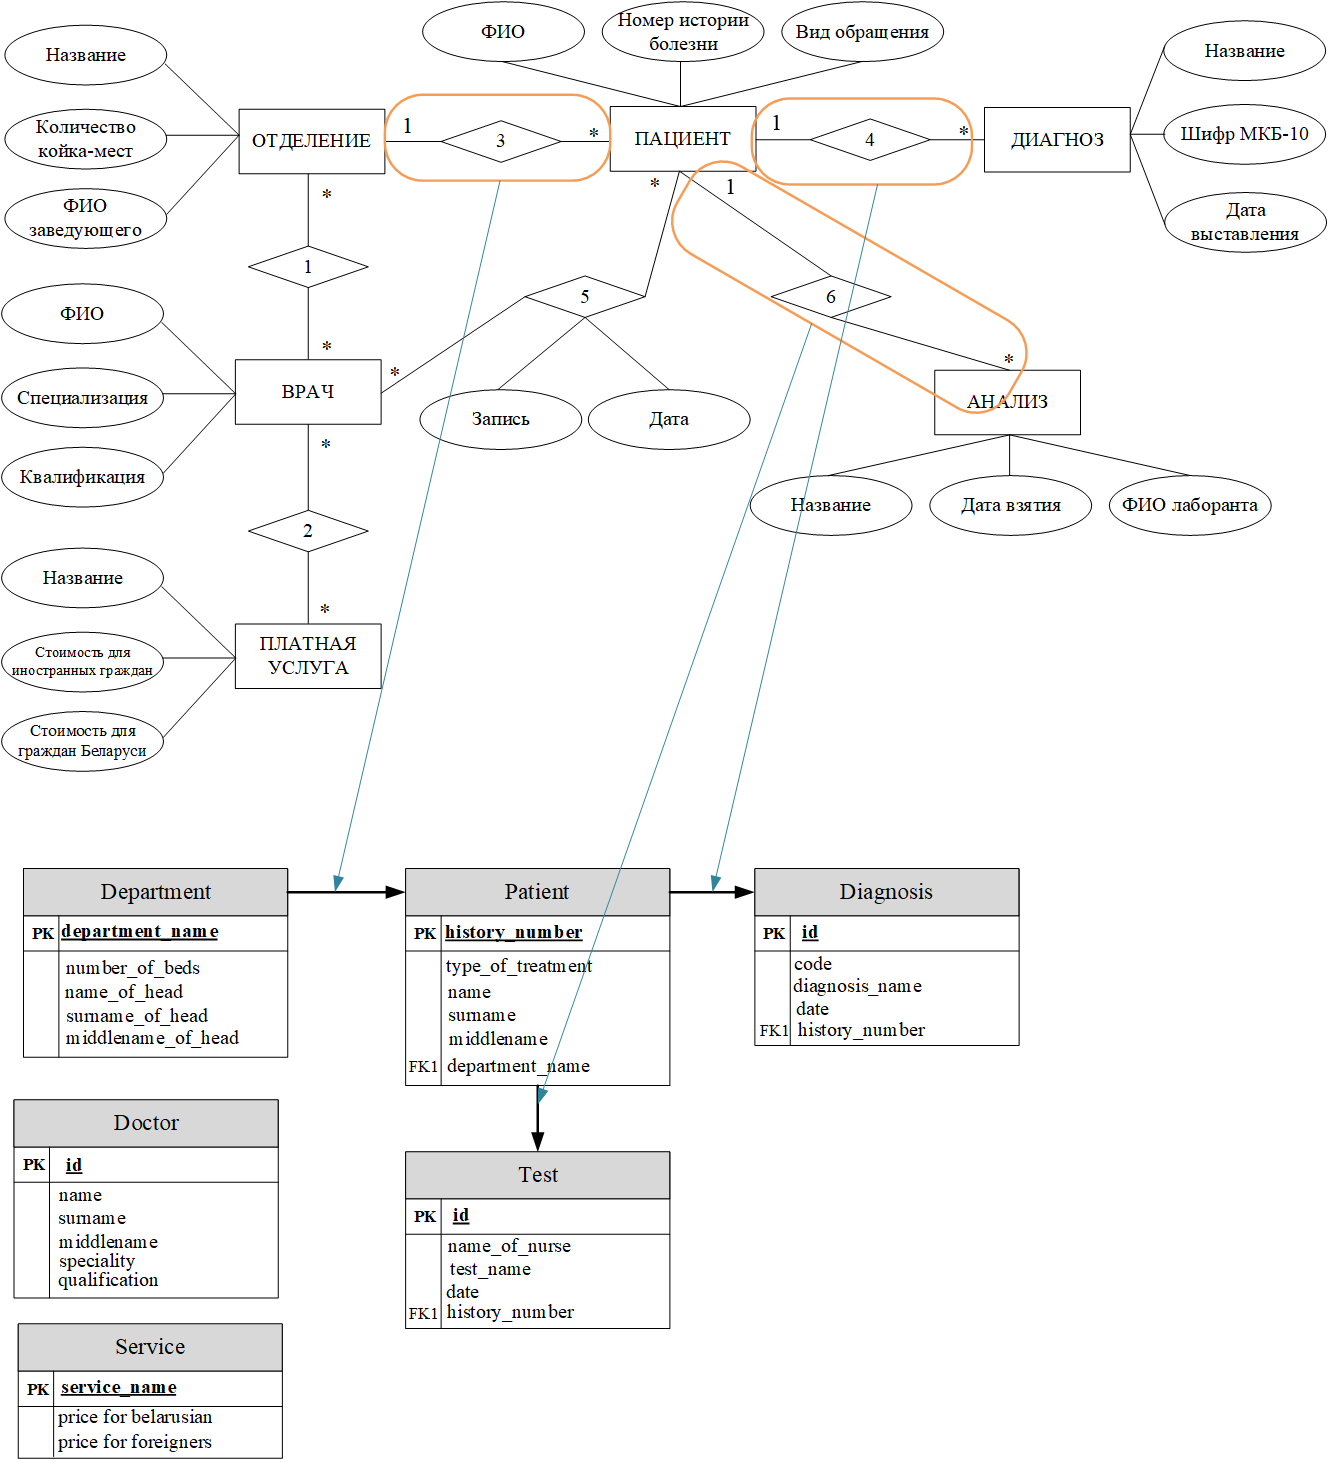 ФИО
Номер истории
болезни
Вид обращения
Название
Название
Количество
койка-мест
ОТДЕЛЕНИЕ
1
3
*
ПАЦИЕНТ
1
4
*
ДИАГНОЗ
Шифр МКБ-10
ФИО
заведующего
*
*
1
Дата
выставления
1
5
6
ФИО
*
*
*
ВРАЧ
АНАЛИЗ
Специализация
Запись
Дата
*
Квалификация
Название
Дата взятия
ФИО лаборанта
2
Название
*
ПЛАТНАЯ
УСЛУГА
Стоимость для
иностранных граждан
Стоимость для
граждан Беларуси
Department
PK department_name
number_of_beds
name_of_head
surname_of_head
middlename_of_head
Patient
PK history_number
type_of_treatment
name
surname
middlename
FK1 department_name
Diagnosis
PK id
code
diagnosis_name
date
FK1 history_number
Doctor
PK id
name
surname
middlename
speciality
qualification
Test
PK id
name_of_nurse
test_name
date
FK1 history_number
Service
PK service_name
price for belarusian
price for foreigners